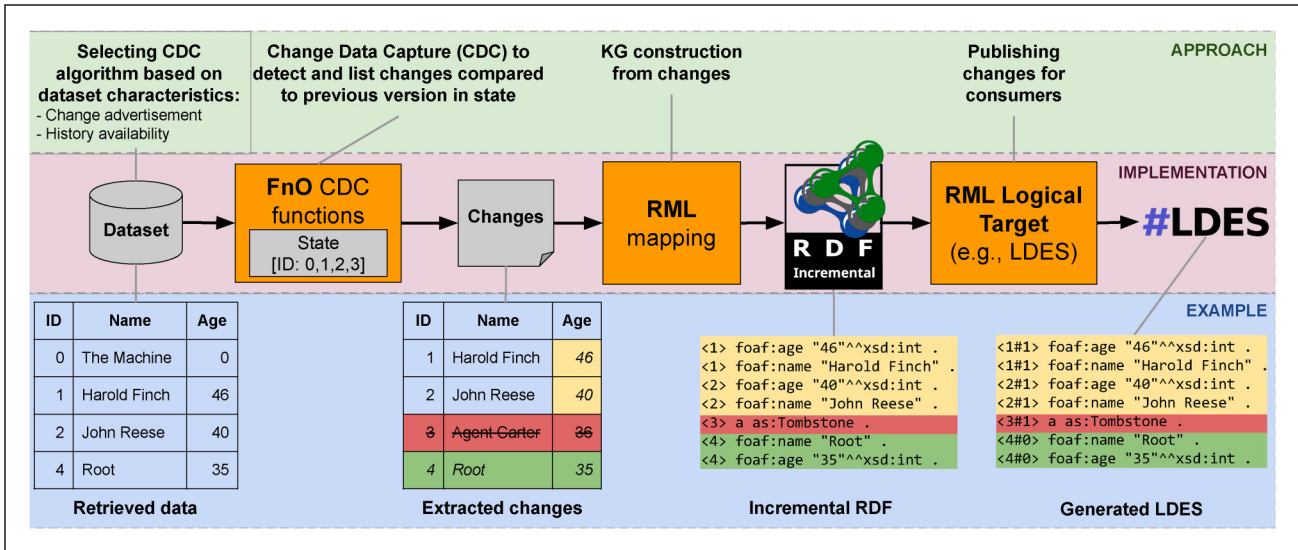 Selecting CDC
algorithm based on
dataset characteristics:
- Change advertisement
- History availability
Change Data Capture (CDC) to
detect and list changes compared
to previous version in state
KG construction
from changes
Publishing
changes for
consumers
APPROACH
IMPLEMENTATION
Dataset
FnO CDC
functions
State
[ID: 0,1,2,3]
Changes
RML
mapping
RDF
Incremental
RML Logical
Target
(e.g., LDES)
#LDES
EXAMPLE
ID Name Age
0 The Machine 0
1 Harold Finch 46
2 John Reese 40
4 Root 35
Retrieved data
ID Name Age
1 Harold Finch 46
2 John Reese 40
3 Agent Carter 36
4 Root 35
Extracted changes
<1> foaf:age "46"^^xsd:int .
<1> foaf:name "Harold Finch" .
<2> foaf:age "40"^^xsd:int .
<2> foaf:name "John Reese" .
<3> a as:Tombstone .
<4> foaf:name "Root" .
<4> foaf:age "35"^^xsd:int .
Incremental RDF
<1#1> foaf:age "46"^^xsd:int .
<1#1> foaf:name "Harold Finch" .
<2#1> foaf:age "40"^^xsd:int .
<2#1> foaf:name "John Reese" .
<3#1> a as:Tombstone .
<4#0> foaf:name "Root" .
<4#0> foaf:age "35"^^xsd:int .
Generated LDES